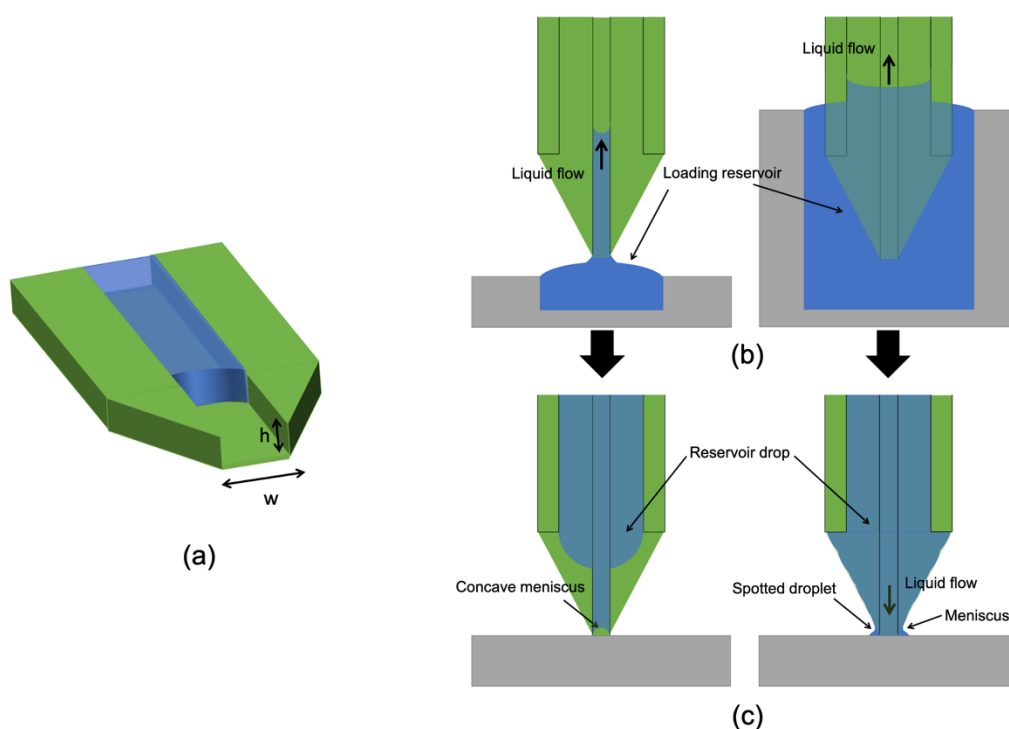 h
w
(a)
Liquid flow
Loading reservoir
Liquid flow
(b)
Reservoir drop
Concave meniscus
Spotted droplet
Liquid flow
Meniscus
(c)